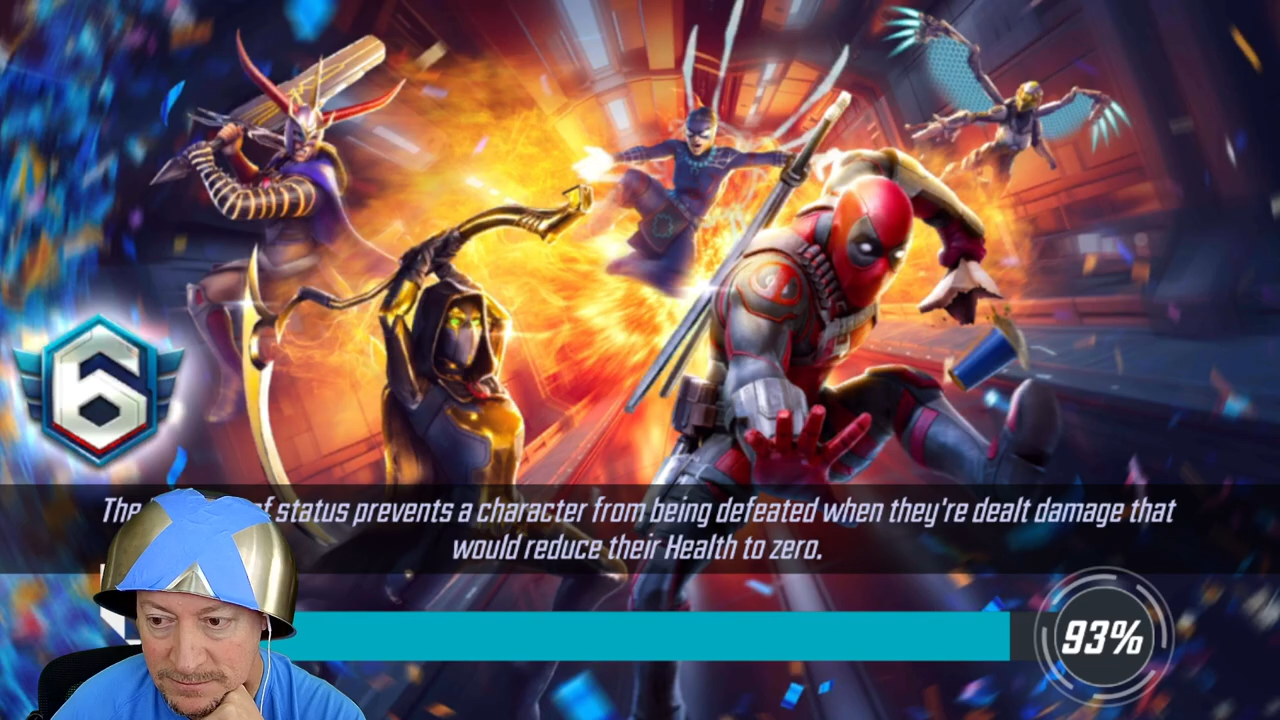 6
The of status prevents a character from being defeated when they're dealt damage that
would reduce their Health to zero.
93%